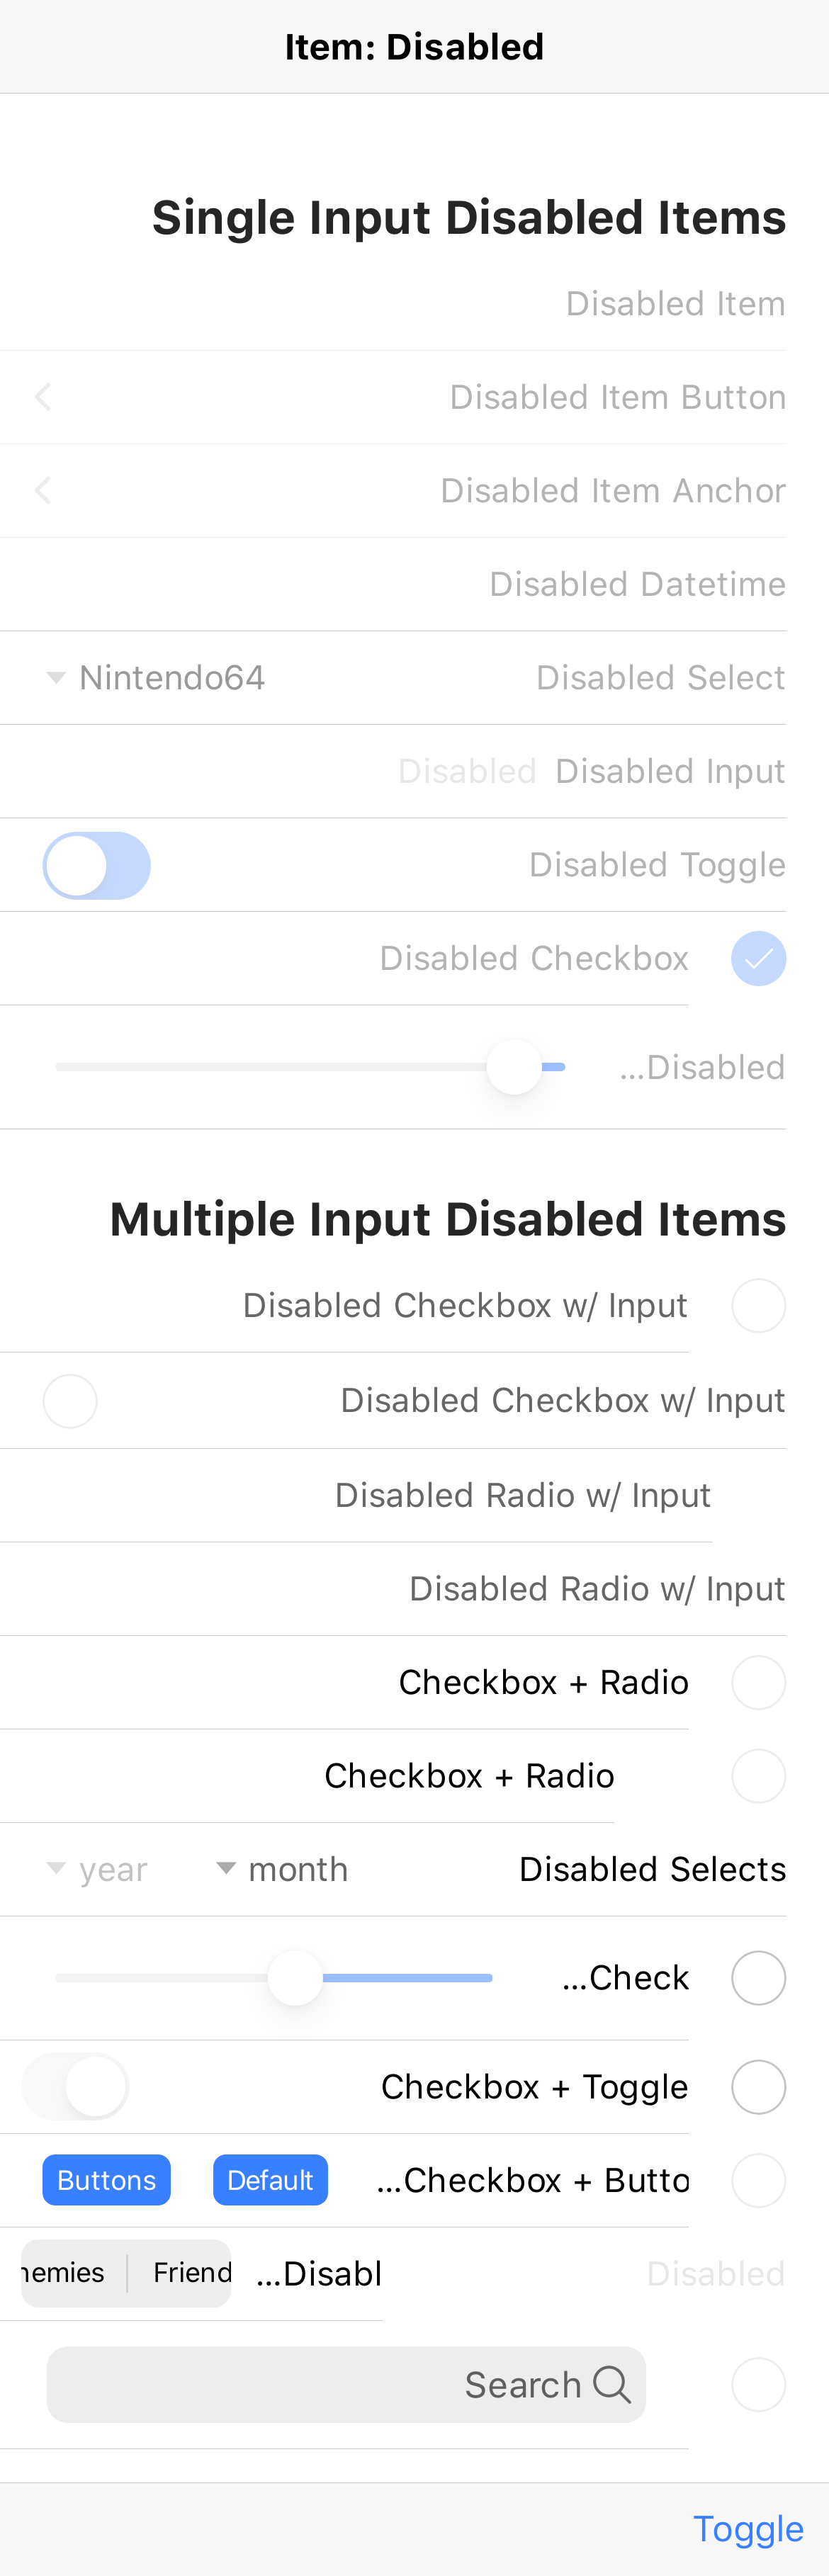 Item: Disabled
Single Input Disabled Items
Disabled Item
Disabled Item Button
Disabled Item Anchor
Disabled Datetime
Disabled Select Nintendo64
Disabled Input Disabled
Disabled Toggle
Disabled Checkbox
...Disabled
Multiple Input Disabled Items
Disabled Checkbox w/ Input
Disabled Checkbox w/ Input
Disabled Radio w/ Input
Disabled Radio w/ Input
Checkbox + Radio
Checkbox + Radio
Disabled Selects month year
...Check
Checkbox + Toggle
...Checkbox + Butto Default Buttons
Disabled ...Disabl Friend nemies
Search
Toggle